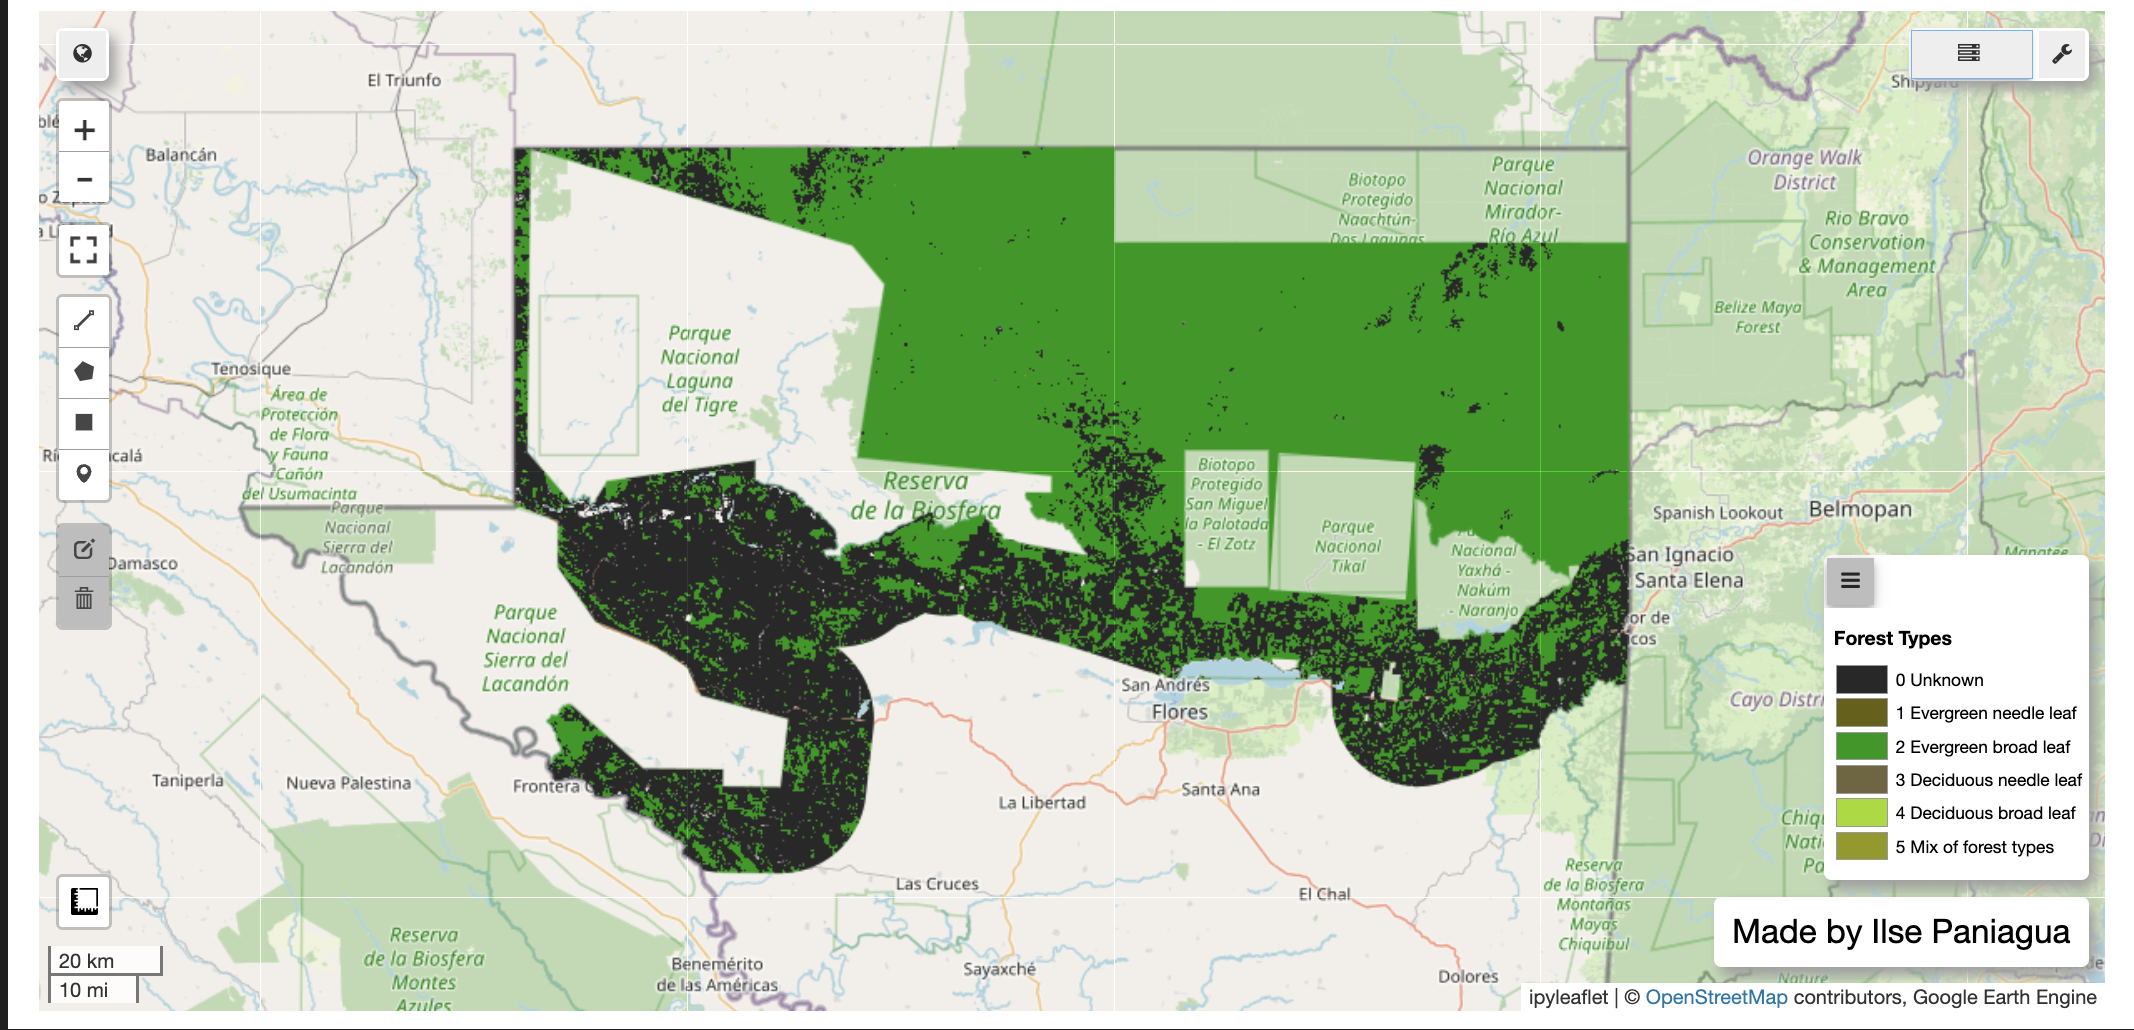 El Triunfo
Balancán
Tenosique
Área de
Protección
de Flora
y Fauna
Cañón
del Usumacinta
Parque
Nacional
Sierra del
Lacandón
Damasco
Parque
Nacional
Laguna
del Tigre
Reserva
de la Biosfera
Parque
Nacional
Sierra del
Lacandón
Biotopo
Protegido
Naachtún-
Dos Lagunas
Parque
Nacional
Mirador-
Río Azul
Biotopo
Protegido
San Miguel
la Palotada
- El Zotz
Parque
Nacional
Tikal
Nacional
Yaxhá -
Nakúm
- Naranjo
Shipyard
Orange Walk
District
Rio Bravo
Conservation
& Management
Area
Belize Maya
Forest
Spanish Lookout
Belmopan
San Ignacio
Santa Elena
Manatee
Cayo Distri
Taniperla
Nueva Palestina
Frontera
San Andrés
Flores
La Libertad
Santa Ana
Las Cruces
El Chal
Sayaxché
Dolores
Benemérito
de las Américas
Reserva
de la Biosfera
Montes
Azules
Reserva
de la Biosfera
Montañas
Mayas
Chiquibul
Nature
+
−
20 km
10 mi
Forest Types
0 Unknown
1 Evergreen needle leaf
2 Evergreen broad leaf
3 Deciduous needle leaf
4 Deciduous broad leaf
5 Mix of forest types
Made by Ilse Paniagua
ipyleaflet | © OpenStreetMap contributors, Google Earth Engine